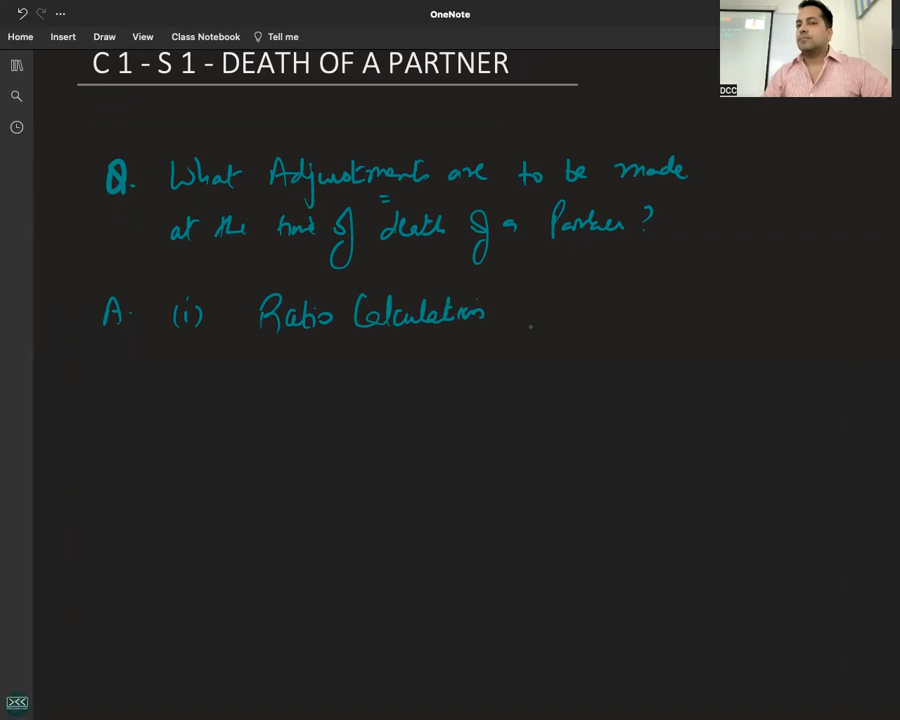 OneNote
Home Insert Draw View Class Notebook Tell me
C 1 - S 1 - DEATH OF A PARTNER
DCC
Q. What Adjustments are to be made
at the time of death of a Partner?
A. (i) Ratio Calculations